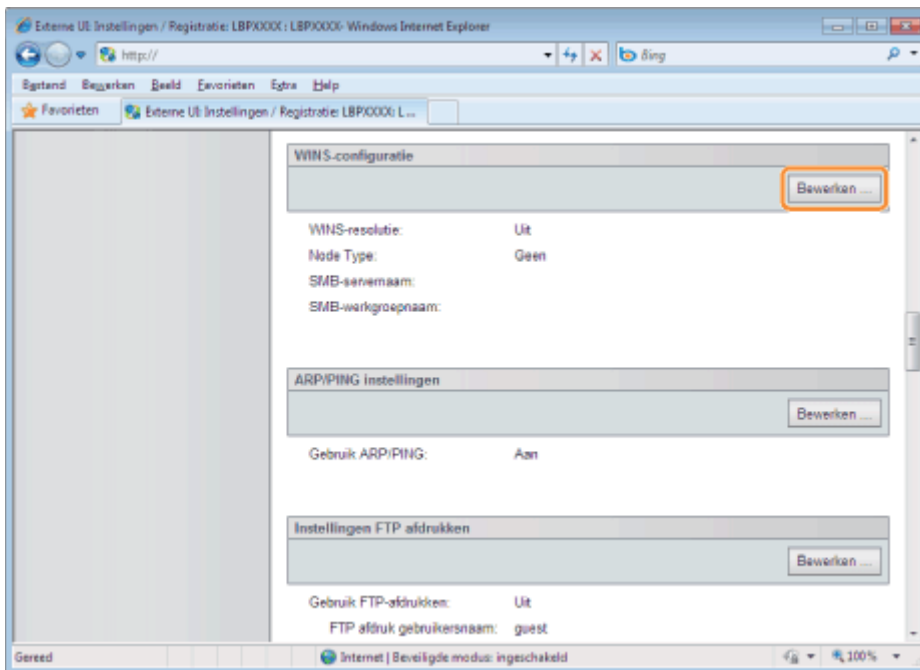 Externe UI: Instellingen / Registratie: LBPXXXX : LBPXXXX- Windows Internet Explorer
http://
Bing
Bestand Bewerken Beeld Favorieten Extra Help
Favorieten Externe UI: Instellingen / Registratie: LBPXXXX: L...
WINS-configuratie
Bewerken ...
WINS-resolutie: Uit
Node Type: Geen
SMB-servernaam:
SMB-werkgroepnaam:
ARP/PING instellingen
Bewerken ...
Gebruik ARP/PING: Aan
Instellingen FTP afdrukken
Bewerken ...
Gebruik FTP-afdrukken: Uit
FTP afdruk gebruikersnaam: guest
Gereed Internet | Beveiligde modus: ingeschakeld 100%